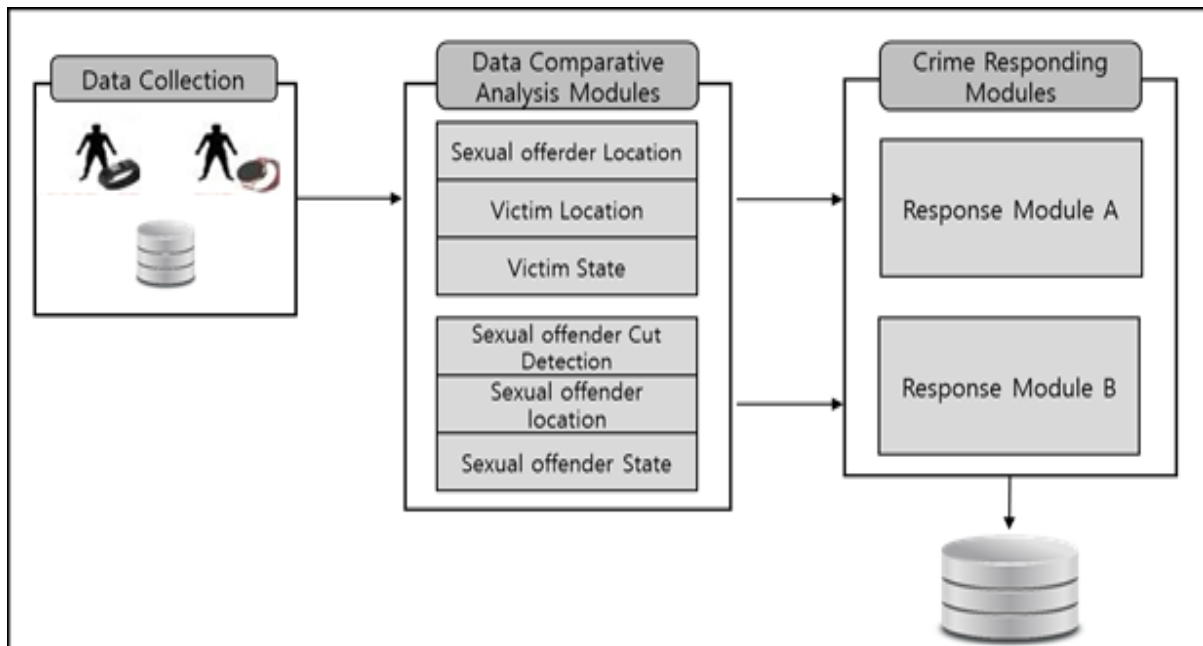 Data Collection
Data Comparative
Analysis Modules
Sexual offerder Location
Victim Location
Victim State
Sexual offender Cut
Detection
Sexual offender
location
Sexual offender State
Crime Responding
Modules
Response Module A
Response Module B